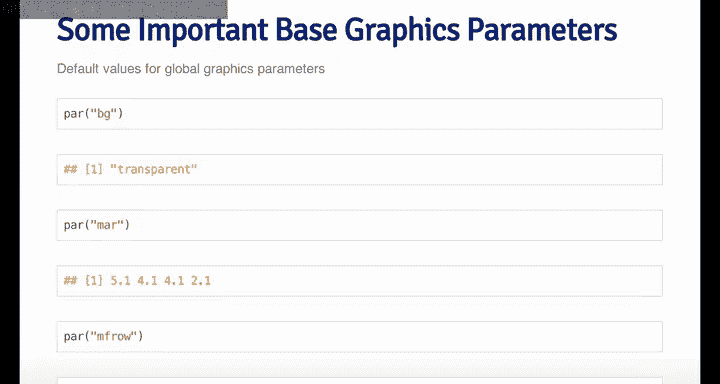 Some Important Base Graphics Parameters
Default values for global graphics parameters
par("bg")
## [1] "transparent"
par("mar")
## [1] 5.1 4.1 4.1 2.1
par("mfrow")